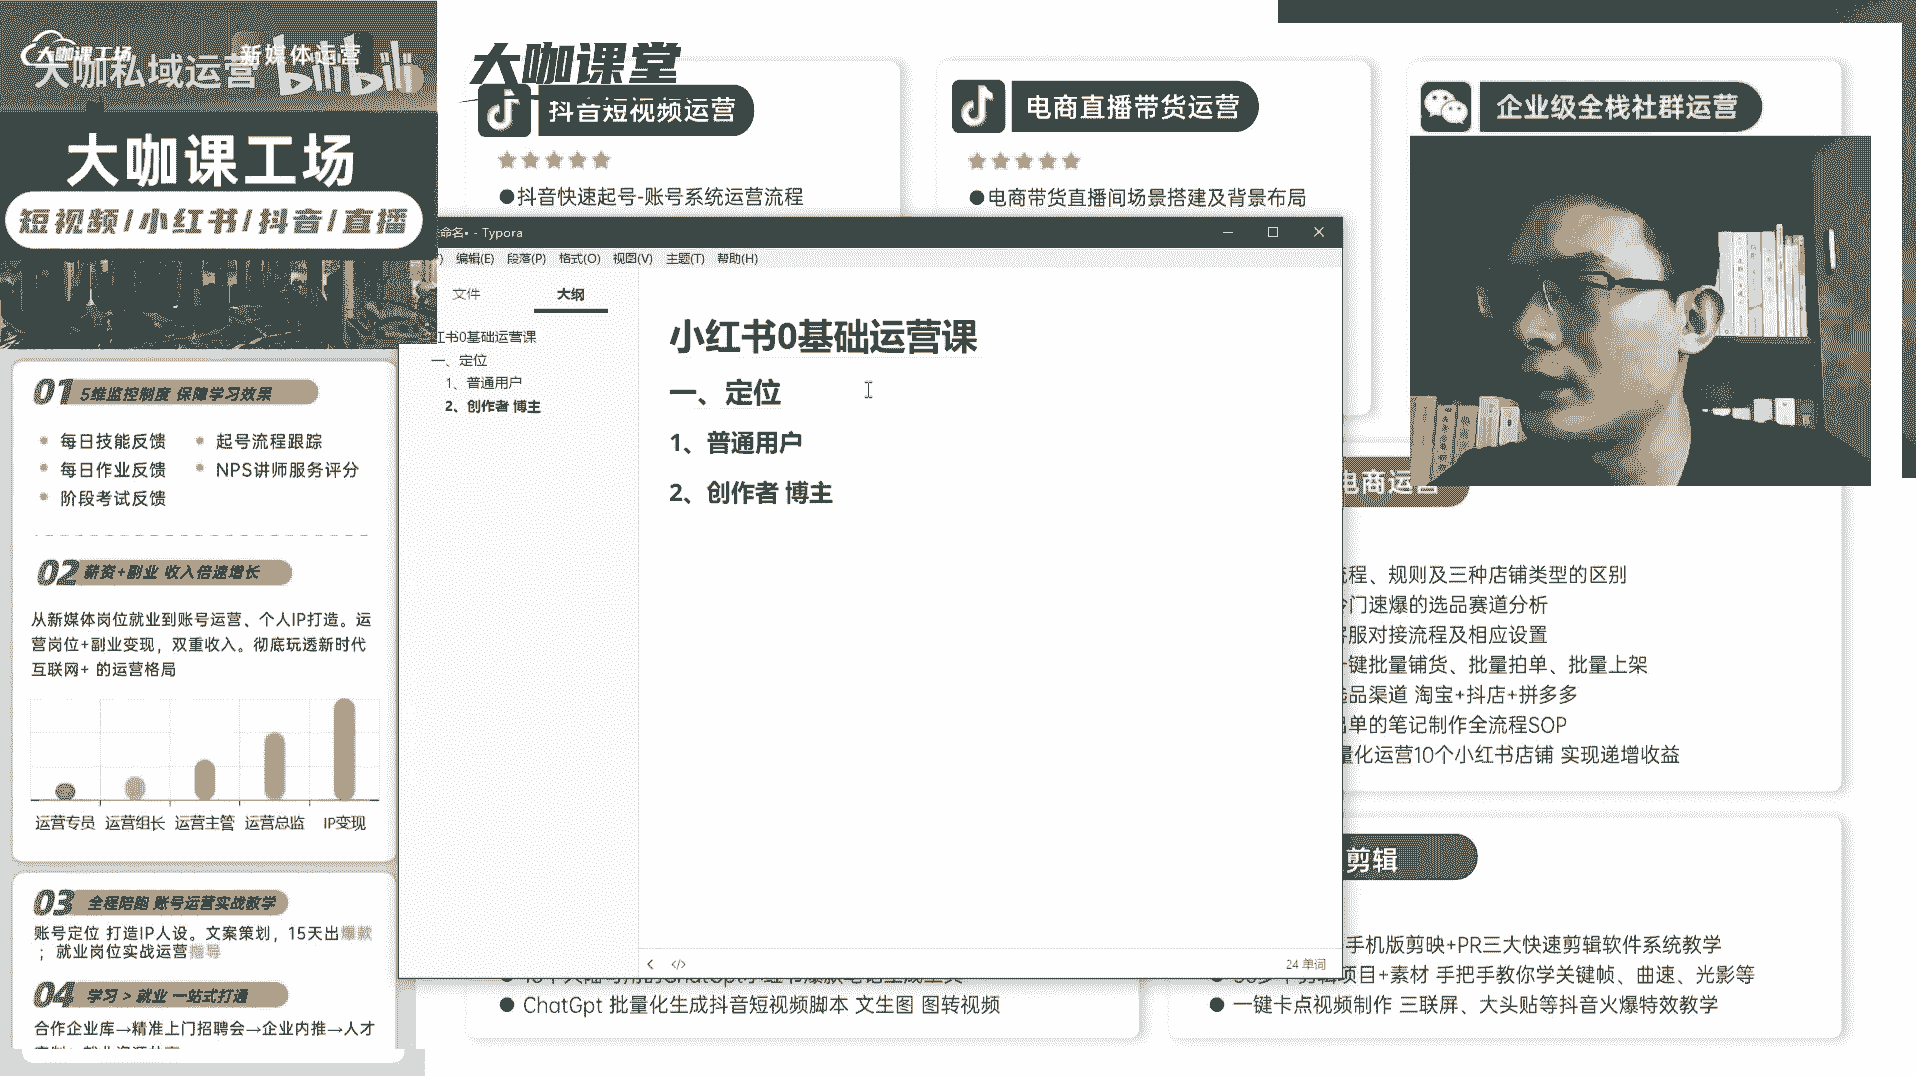 大咖课工场
新媒体运营
大咖私域运营
bilibili
大咖课工场
短视频/小红书/抖音/直播
01 5维监控制度 保障学习效果
每日技能反馈
起号流程跟踪
每日作业反馈
NPS讲师服务评分
阶段考试反馈
02 薪资+副业 收入倍速增长
从新媒体岗位就业到账号运营、个人IP打造。运
营岗位+副业变现，双重收入。彻底玩透新时代
互联网+ 的运营格局
运营专员 运营组长 运营主管 运营总监 IP变现
03 全程陪跑 账号运营实战教学
账号定位 打造IP人设。文案策划，15天出爆款
；就业岗位实战运营指导
04 学习 > 就业 一站式打通
合作企业库→精准上门招聘会→企业内推→人才
大咖课堂
抖音短视频运营
●抖音快速起号-账号系统运营流程
电商直播带货运营
●电商带货直播间场景搭建及背景布局
企业级全栈社群运营
命名• - Typora
编辑(E) 段落(P) 格式(O) 视图(V) 主题(T) 帮助(H)
文件 大纲
红书0基础运营课
一、定位
1、普通用户
2、创作者 博主
小红书0基础运营课
一、定位
1、普通用户
2、创作者 博主
</>
24 单词
电商运营
流程、规则及三种店铺类型的区别
冷门速爆的选品赛道分析
客服对接流程及相应设置
一键批量铺货、批量拍单、批量上架
选品渠道 淘宝+抖店+拼多多
出单的笔记制作全流程SOP
量化运营10个小红书店铺 实现递增收益
剪辑
手机版剪映+PR三大快速剪辑软件系统教学
项目+素材 手把手教你学关键帧、曲速、光影等
● 一键卡点视频制作 三联屏、大头贴等抖音火爆特效教学
● ChatGpt 批量化生成抖音短视频脚本 文生图 图转视频